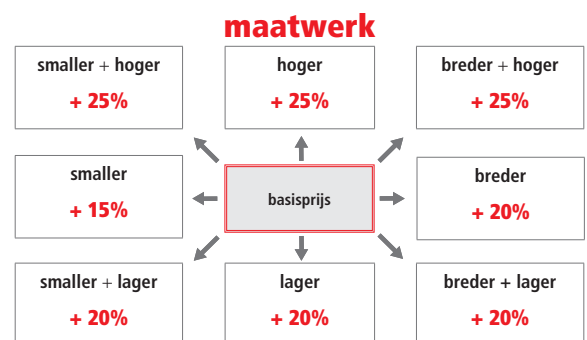 maatwerk
smaller + hoger
+ 25%
hoger
+ 25%
breder + hoger
+ 25%
smaller
+ 15%
basisprijs
breder
+ 20%
smaller + lager
+ 20%
lager
+ 20%
breder + lager
+ 20%